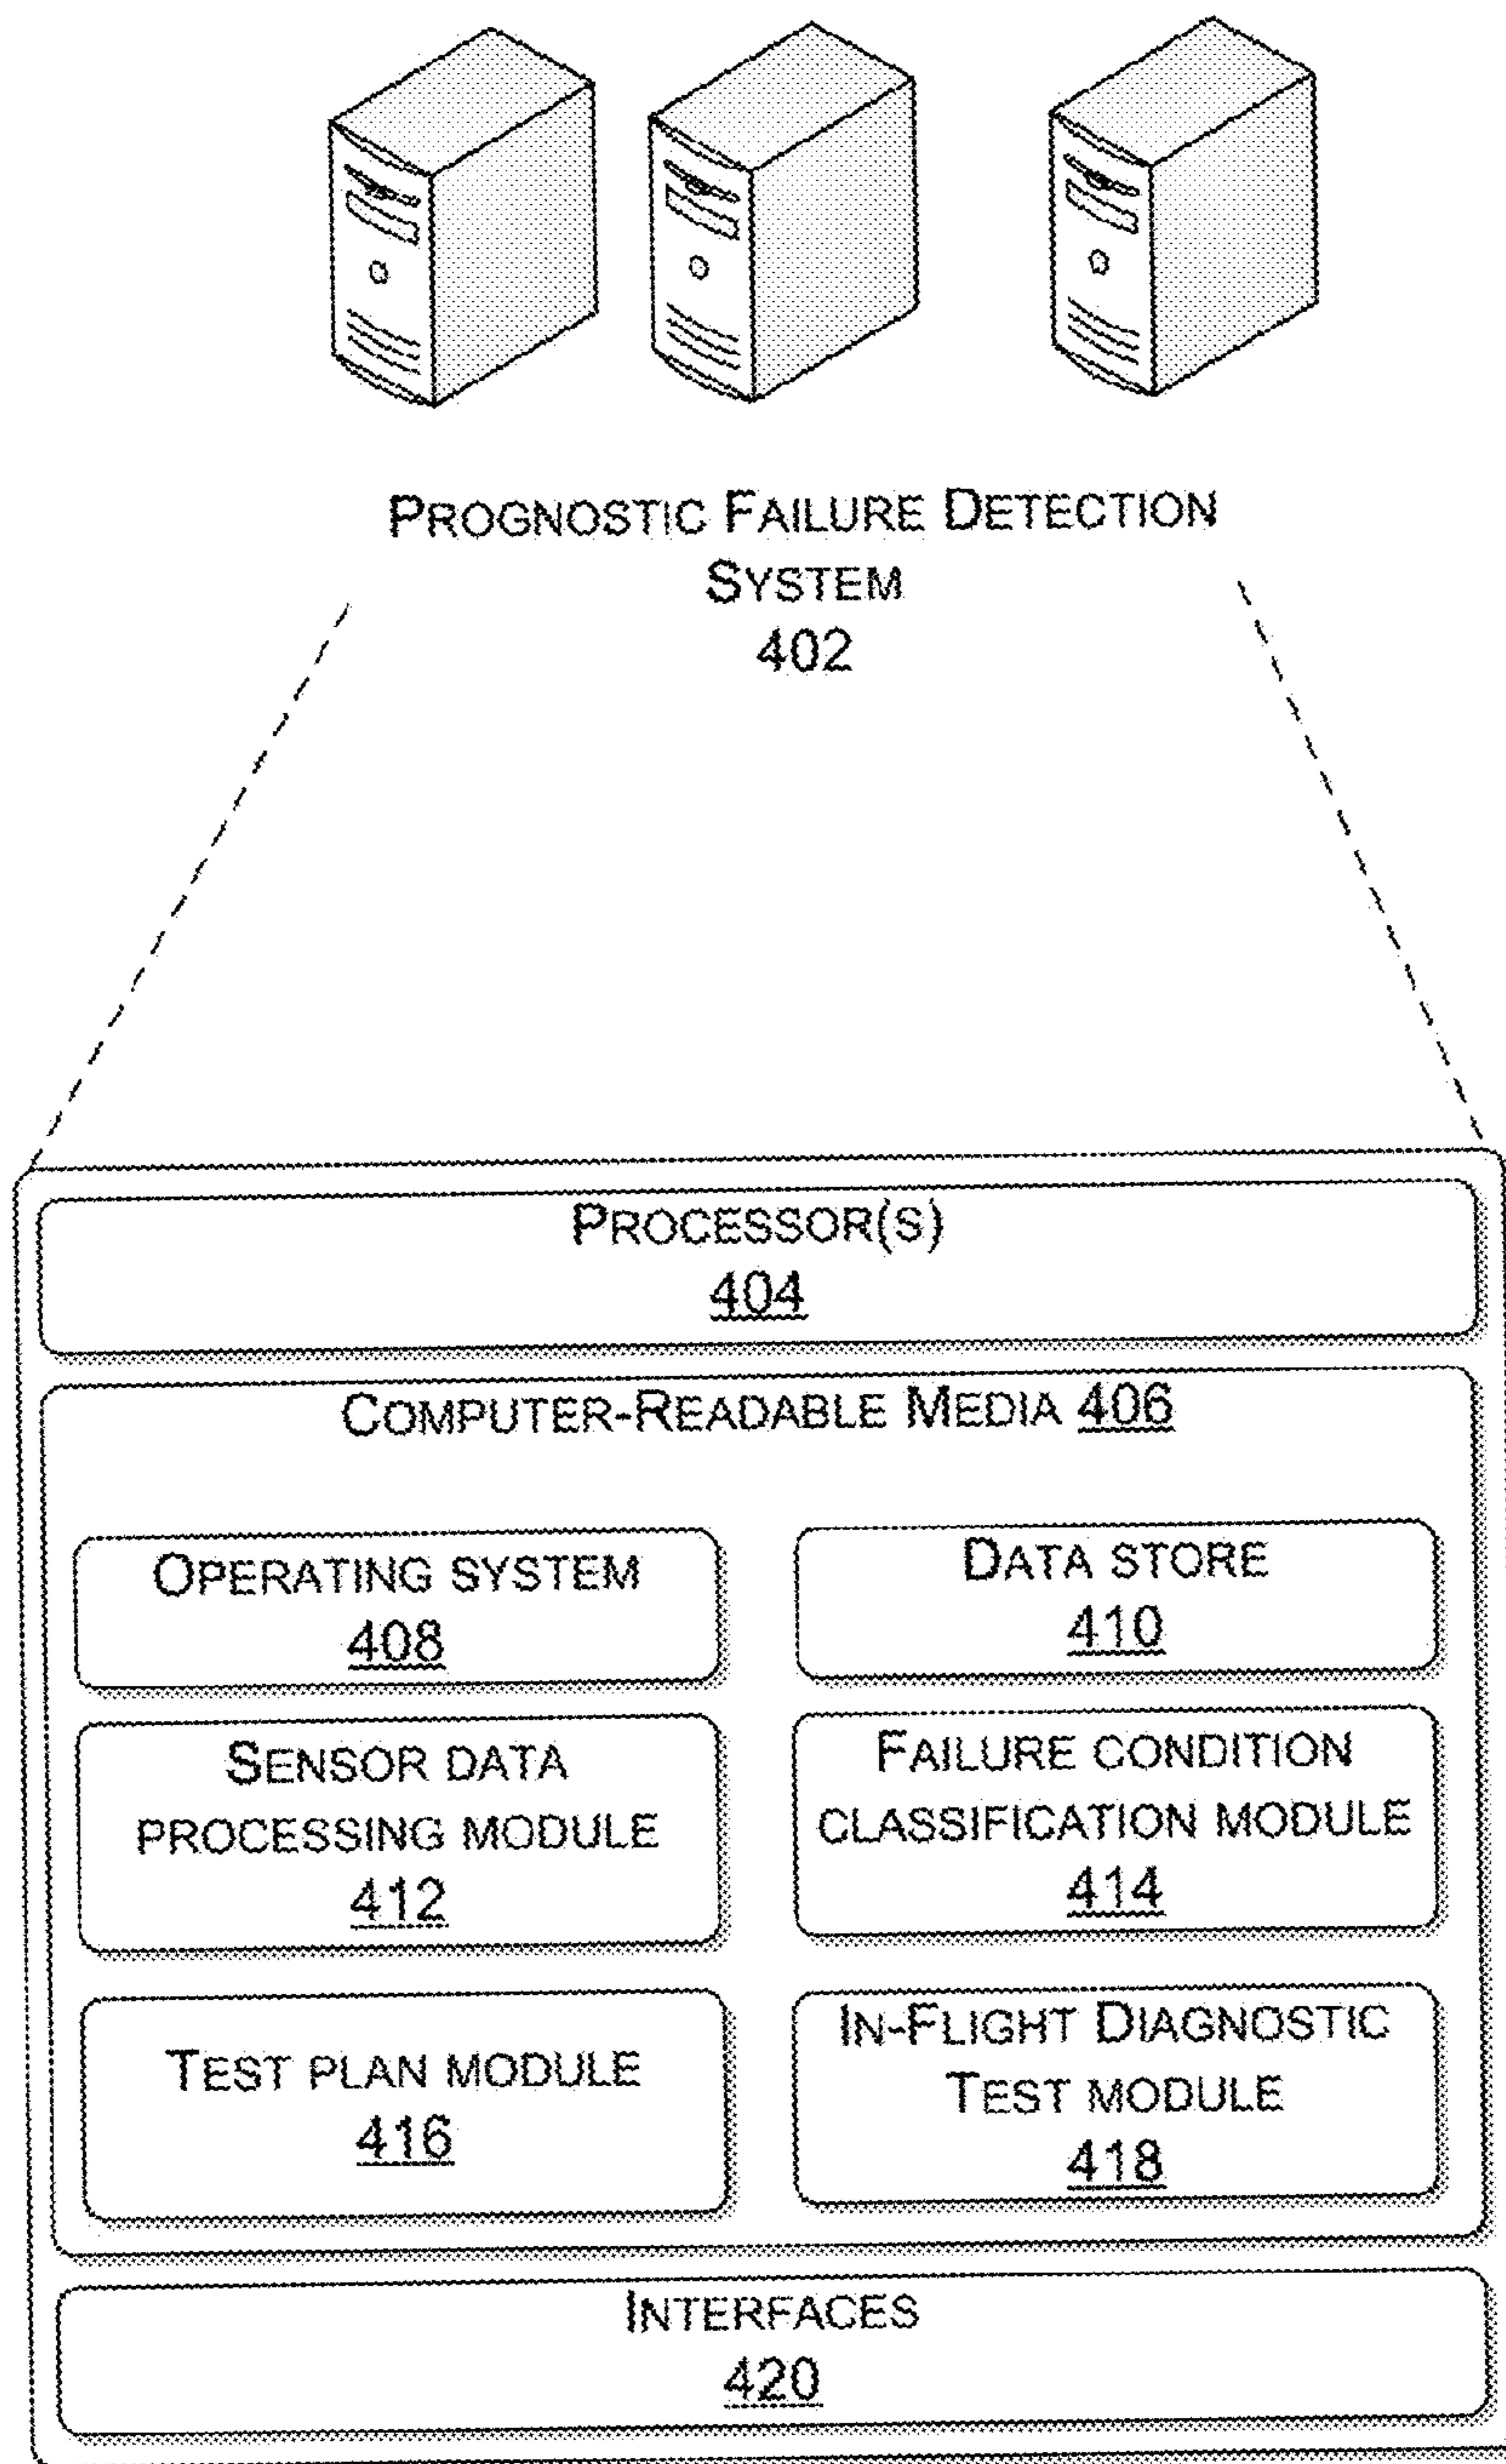 PROGNOSTIC FAILURE DETECTION
SYSTEM
402
PROCESSOR(S)
404
COMPUTER-READABLE MEDIA 406
OPERATING SYSTEM
408
DATA STORE
410
SENSOR DATA
PROCESSING MODULE
412
FAILURE CONDITION
CLASSIFICATION MODULE
414
TEST PLAN MODULE
416
IN-FLIGHT DIAGNOSTIC
TEST MODULE
418
INTERFACES
420